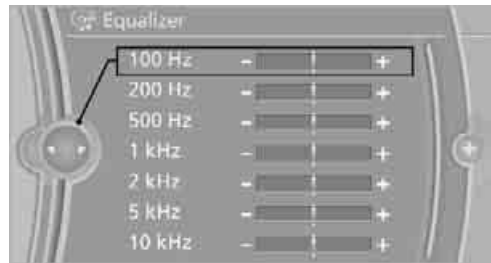 Equalizer
100 Hz - +
200 Hz - +
500 Hz - +
1 kHz - +
2 kHz - +
5 kHz - +
10 kHz - +
+